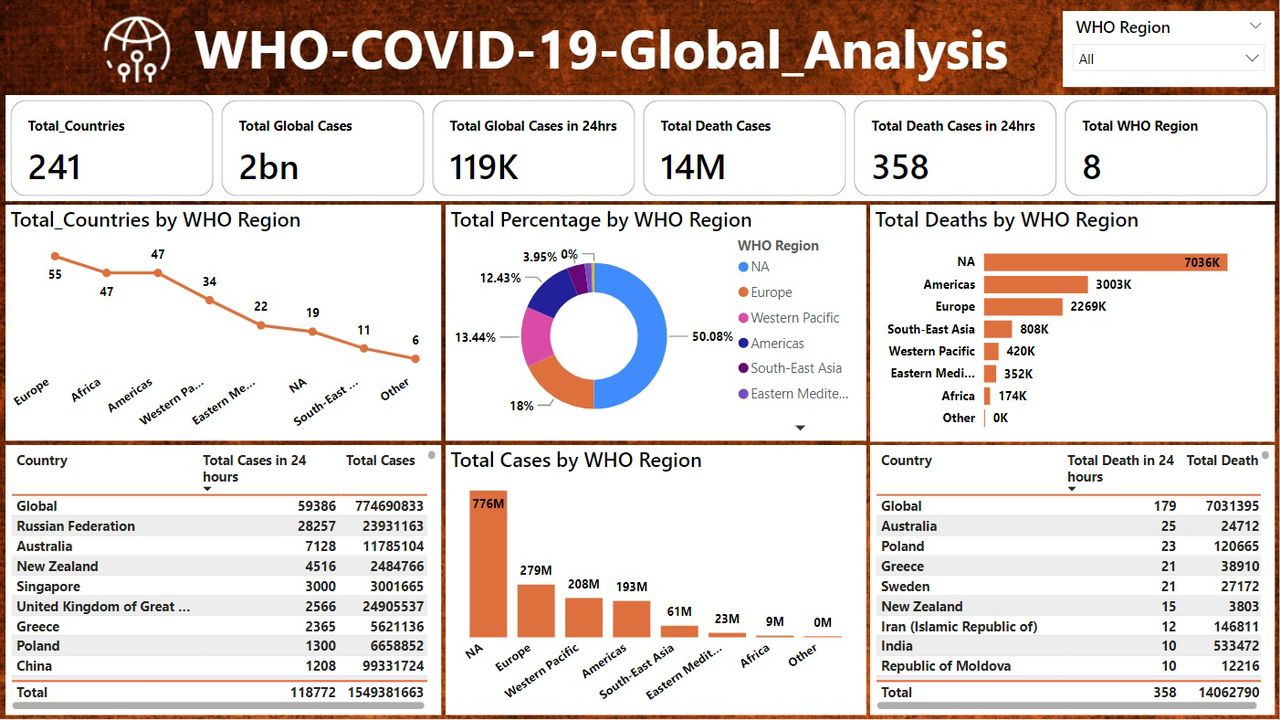 WHO-COVID-19-Global_Analysis
WHO Region
All
Total_Countries
241
Total Global Cases
2bn
Total Global Cases in 24hrs
119K
Total Death Cases
14M
Total Death Cases in 24hrs
358
Total WHO Region
8
Total_Countries by WHO Region
55
47
47
34
22
19
11
6
Europe
Africa
Americas
Western Pa...
Eastern Me...
NA
South-East ...
Other
Total Percentage by WHO Region
3.95%
0%
12.43%
13.44%
18%
50.08%
WHO Region
NA
Europe
Western Pacific
Americas
South-East Asia
Eastern Medite...
Total Deaths by WHO Region
NA 7036K
Americas 3003K
Europe 2269K
South-East Asia 808K
Western Pacific 420K
Eastern Medi... 352K
Africa 174K
Other 0K
Country Total Cases in 24 hours Total Cases
Global 59386 774690833
Russian Federation 28257 23931163
Australia 7128 11785104
New Zealand 4516 2484766
Singapore 3000 3001665
United Kingdom of Great ... 2566 24905537
Greece 2365 5621136
Poland 1300 6658852
China 1208 99331724
Total 118772 1549381663
Total Cases by WHO Region
776M
279M
208M
193M
61M
23M
9M
0M
NA
Europe
Western Pacific
Americas
South-East Asia
Eastern Medit...
Africa
Other
Country Total Death in 24 hours Total Death
Global 179 7031395
Australia 25 24712
Poland 23 120665
Greece 21 38910
Sweden 21 27172
New Zealand 15 3803
Iran (Islamic Republic of) 12 146811
India 10 533472
Republic of Moldova 10 12216
Total 358 14062790